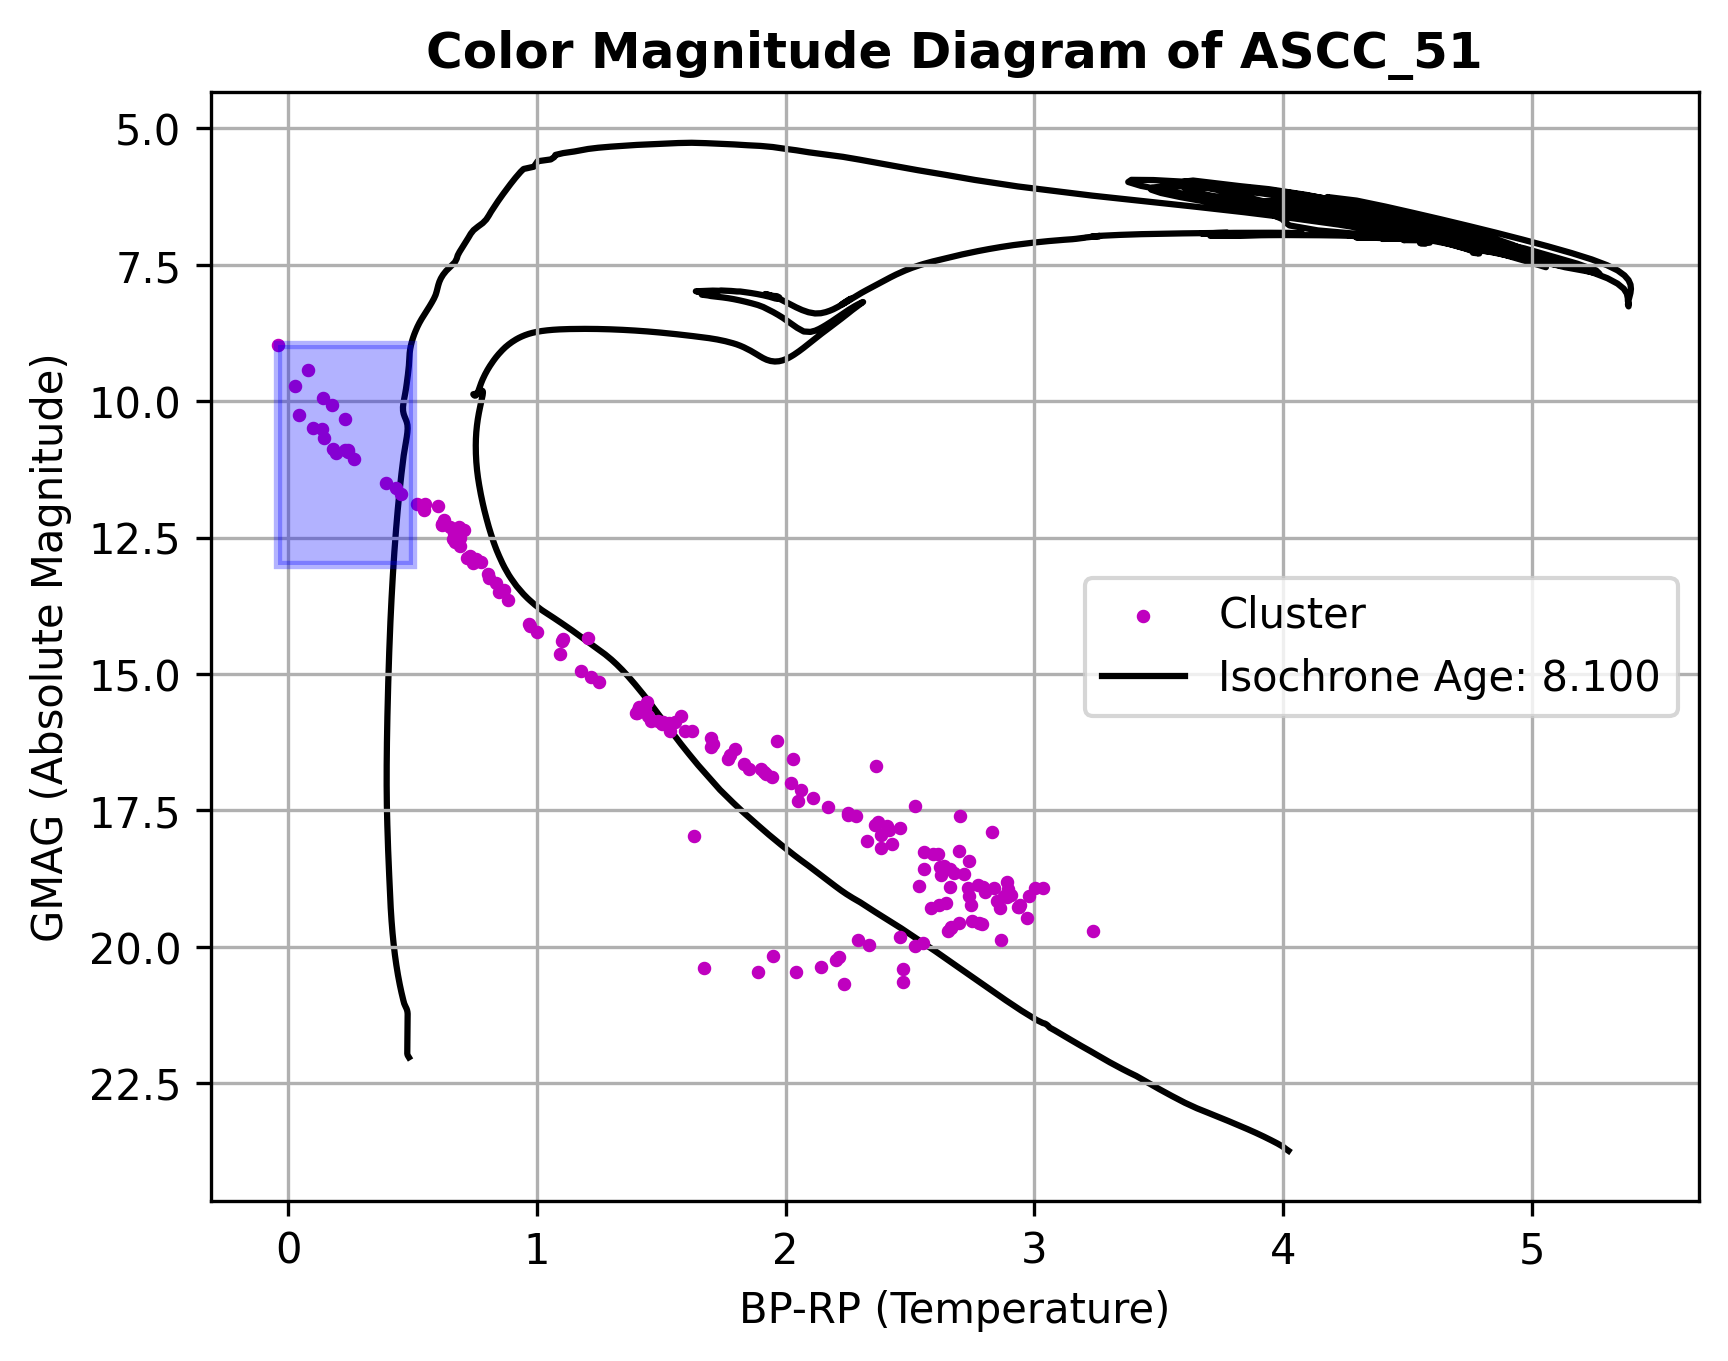 Color Magnitude Diagram of ASCC_51
5.0
7.5
10.0
12.5
15.0
17.5
20.0
22.5
GMAG (Absolute Magnitude)
Cluster
Isochrone Age: 8.100
0 1 2 3 4 5
BP-RP (Temperature)